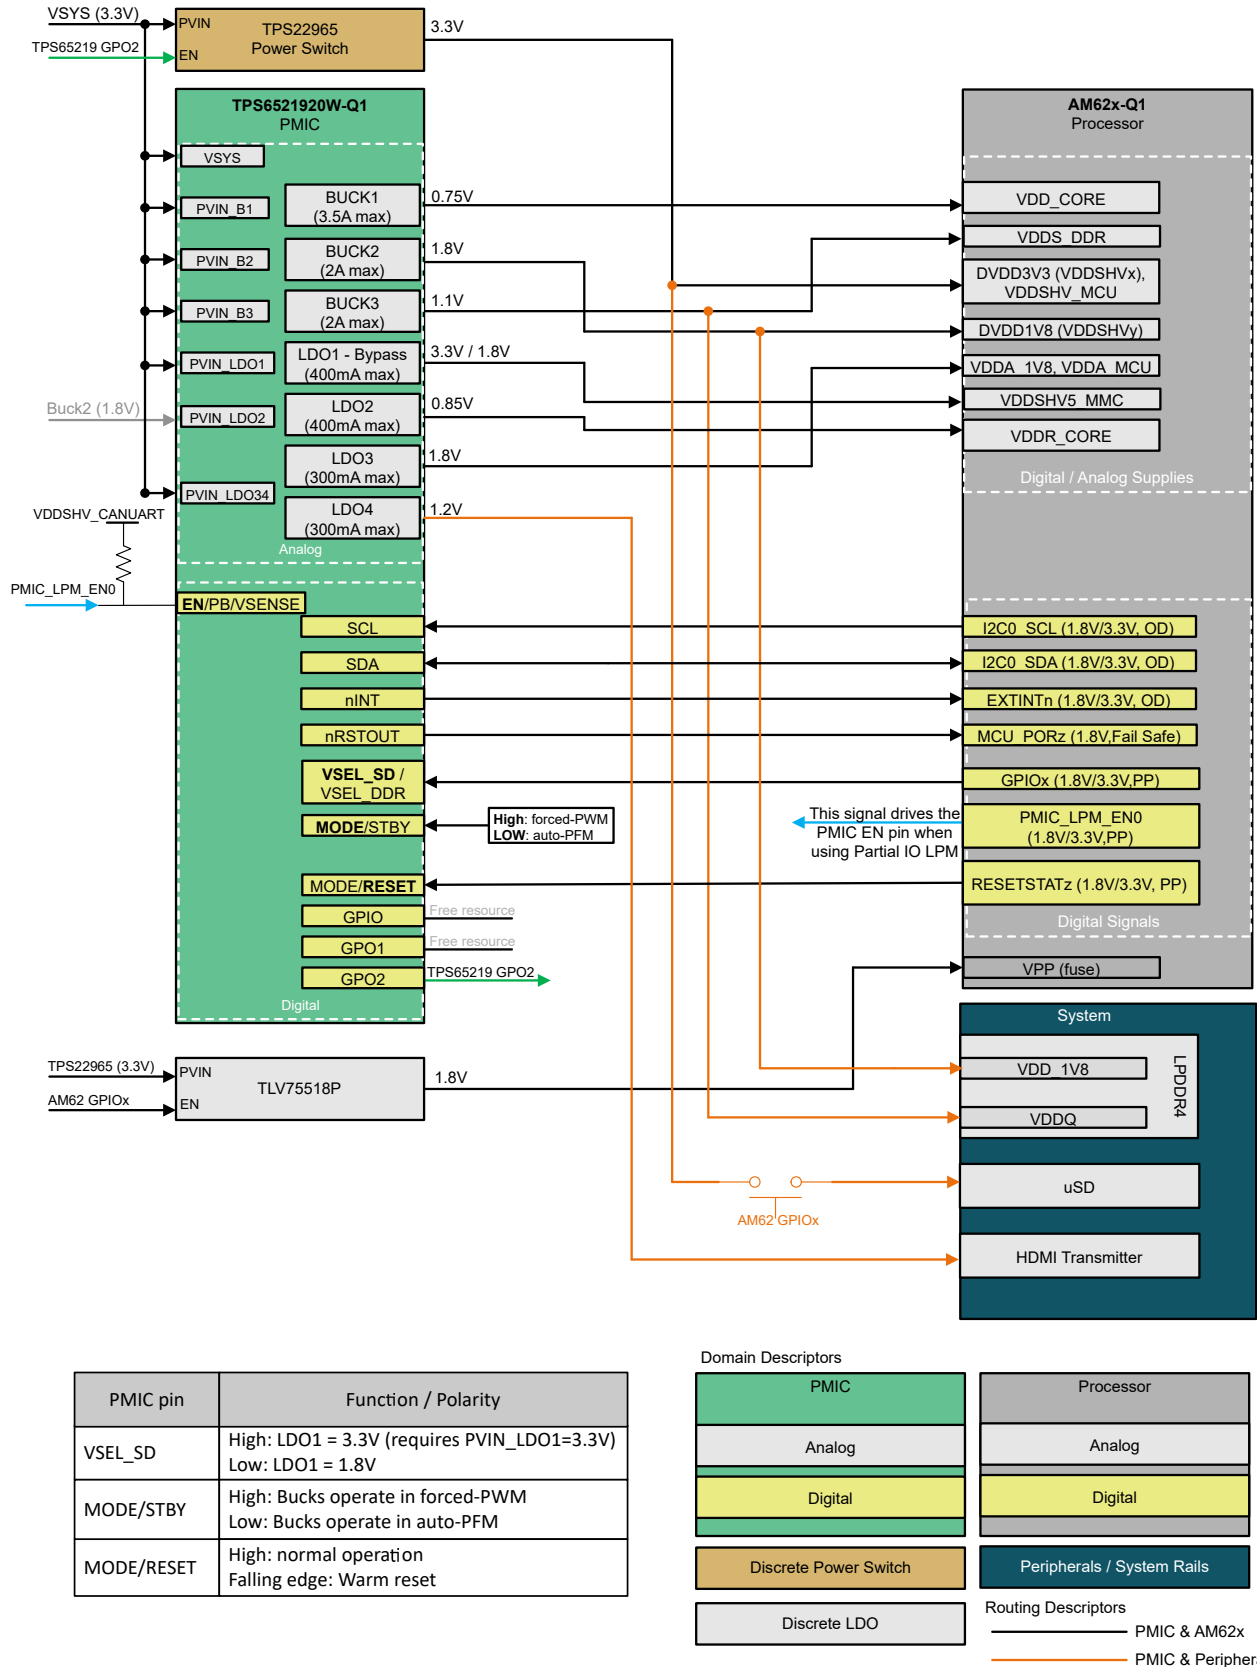 VSYS (3.3V)
PVIN
TPS22965
Power Switch
3.3V
TPS65219 GPO2
EN
TPS6521920W-Q1
PMIC
VSYS
PVIN_B1
BUCK1
(3.5A max)
0.75V
PVIN_B2
BUCK2
(2A max)
1.8V
PVIN_B3
BUCK3
(2A max)
1.1V
PVIN_LDO1
LDO1 - Bypass
(400mA max)
3.3V / 1.8V
Buck2 (1.8V)
PVIN_LDO2
LDO2
(400mA max)
0.85V
LDO3
(300mA max)
1.8V
PVIN_LDO34
LDO4
(300mA max)
1.2V
Analog
VDDSHV_CANUART
PMIC_LPM_EN0
EN/PB/VSENSE
SCL
SDA
nINT
nRSTOUT
VSEL_SD /
VSEL_DDR
MODE/STBY
High: forced-PWM
LOW: auto-PFM
MODE/RESET
GPIO
Free resource
GPO1
Free resource
GPO2
TPS65219 GPO2
Digital
AM62x-Q1
Processor
VDD_CORE
VDDS_DDR
DVDD3V3 (VDDSHVx),
VDDSHV_MCU
DVDD1V8 (VDDSHVy)
VDDA_1V8, VDDA_MCU
VDDSHV5_MMC
VDDR_CORE
Digital / Analog Supplies
I2C0_SCL (1.8V/3.3V, OD)
I2C0_SDA (1.8V/3.3V, OD)
EXTINTn (1.8V/3.3V, OD)
MCU_PORz (1.8V,Fail Safe)
GPIOx (1.8V/3.3V,PP)
This signal drives the
PMIC EN pin when
using Partial IO LPM
PMIC_LPM_EN0
(1.8V/3.3V,PP)
RESETSTATz (1.8V/3.3V, PP)
Digital Signals
VPP (fuse)
TPS22965 (3.3V)
PVIN
TLV75518P
1.8V
AM62 GPIOx
EN
System
VDD_1V8
VDDQ
LPDDR4
uSD
AM62 GPIOx
HDMI Transmitter
PMIC pin
Function / Polarity
VSEL_SD
High: LDO1 = 3.3V (requires PVIN_LDO1=3.3V)
Low: LDO1 = 1.8V
MODE/STBY
High: Bucks operate in forced-PWM
Low: Bucks operate in auto-PFM
MODE/RESET
High: normal operation
Falling edge: Warm reset
Domain Descriptors
PMIC
Analog
Digital
Processor
Analog
Digital
Discrete Power Switch
Peripherals / System Rails
Discrete LDO
Routing Descriptors
PMIC & AM62x
PMIC & Peripher